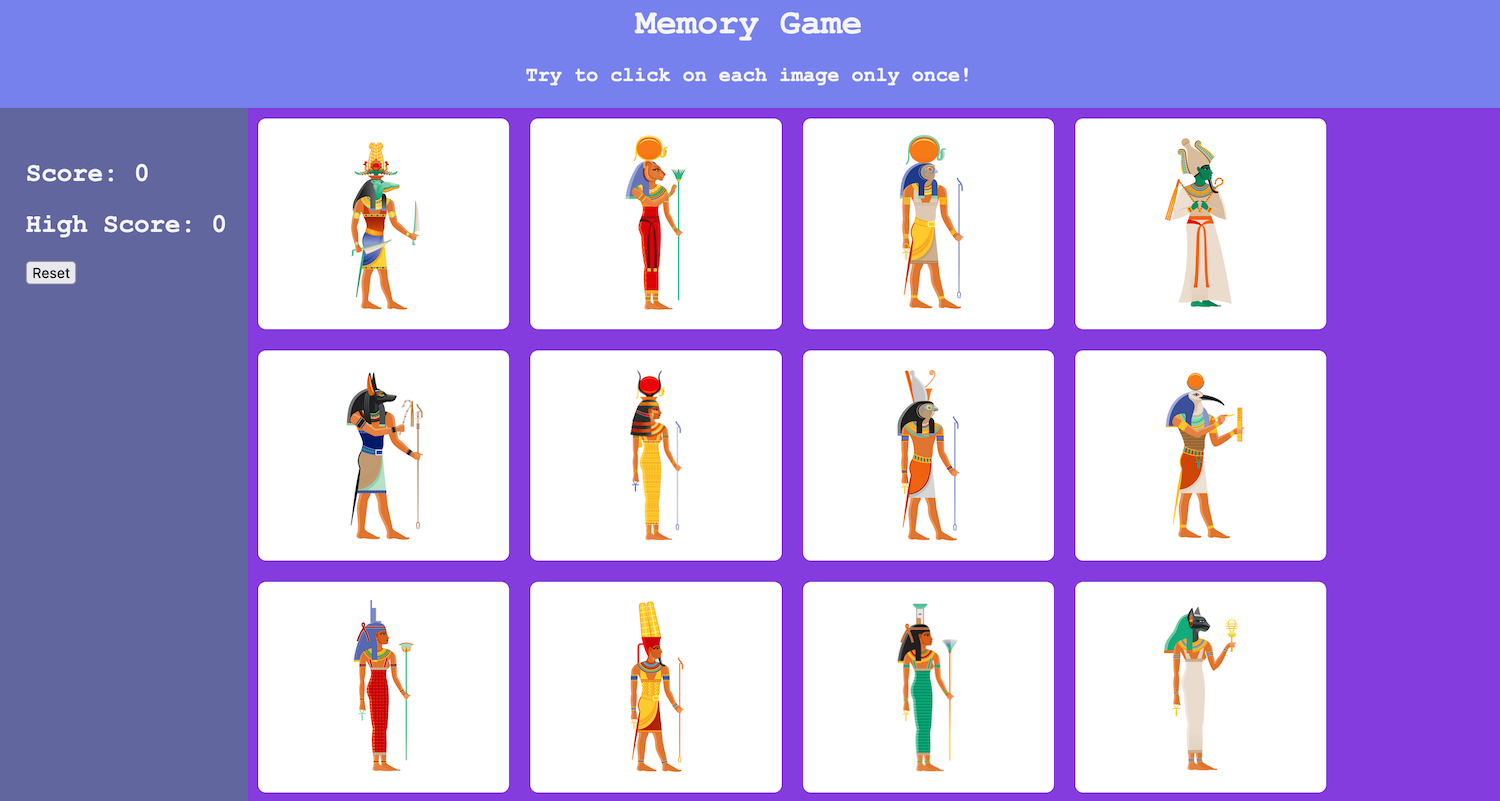 Memory Game
Try to click on each image only once!
Score: 0
High Score: 0
Reset